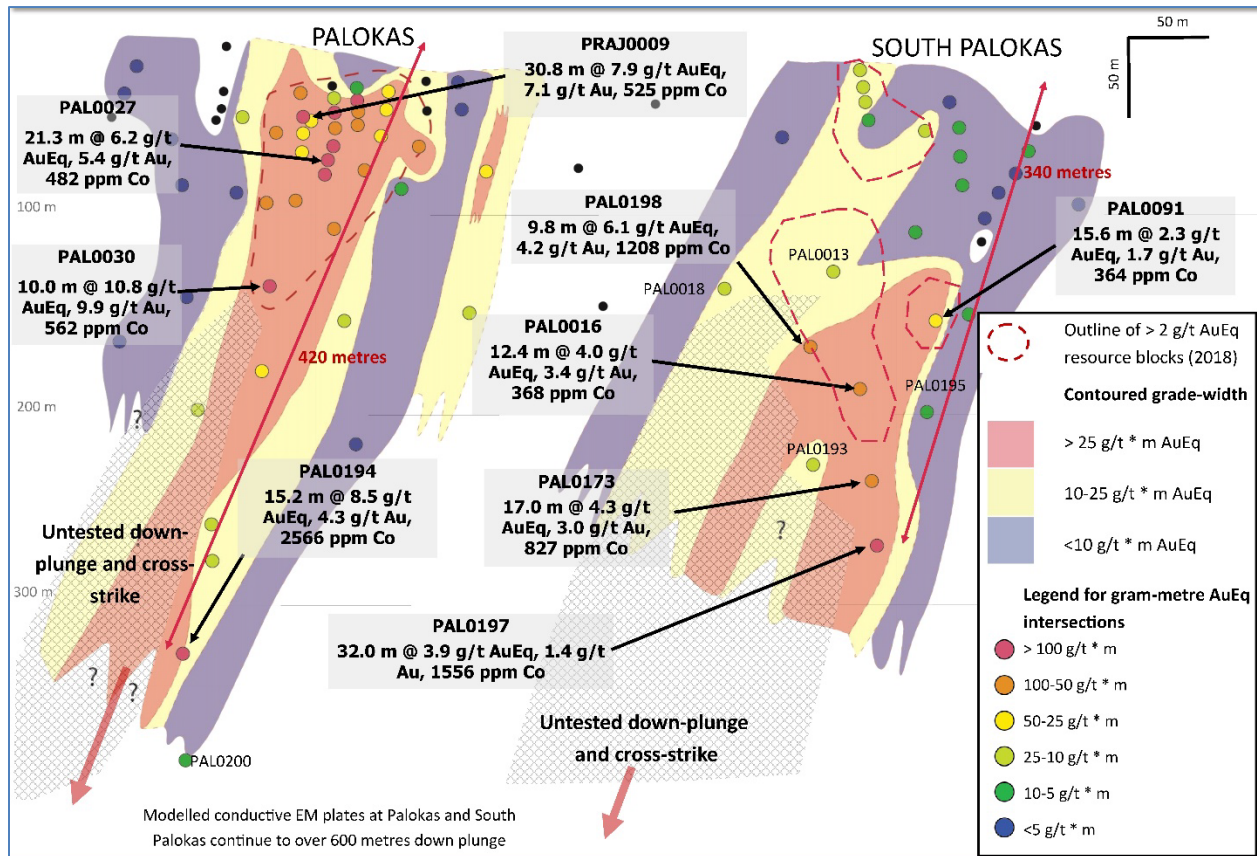 PALOKAS
SOUTH PALOKAS
50 m
50 m
PRAJ0009
30.8 m @ 7.9 g/t AuEq,
7.1 g/t Au, 525 ppm Co
PAL0027
21.3 m @ 6.2 g/t
AuEq, 5.4 g/t Au,
482 ppm Co
100 m
340 metres
PAL0198
9.8 m @ 6.1 g/t AuEq,
4.2 g/t Au, 1208 ppm Co
PAL0091
15.6 m @ 2.3 g/t
AuEq, 1.7 g/t Au,
364 ppm Co
PAL0030
10.0 m @ 10.8 g/t
AuEq, 9.9 g/t Au,
562 ppm Co
PAL0013
PAL0018
420 metres
PAL0016
12.4 m @ 4.0 g/t
AuEq, 3.4 g/t Au,
368 ppm Co
PAL0195
200 m
?
PAL0193
PAL0194
15.2 m @ 8.5 g/t
AuEq, 4.3 g/t Au,
2566 ppm Co
PAL0173
17.0 m @ 4.3 g/t
AuEq, 3.0 g/t Au,
827 ppm Co
?
Untested down-
plunge and cross-
strike
300 m
PAL0197
32.0 m @ 3.9 g/t AuEq, 1.4 g/t
Au, 1556 ppm Co
? ?
Untested down-plunge
and cross-strike
PAL0200
Modelled conductive EM plates at Palokas and South
Palokas continue to over 600 metres down plunge
Outline of > 2 g/t AuEq
resource blocks (2018)
Contoured grade-width
> 25 g/t * m AuEq
10-25 g/t * m AuEq
<10 g/t * m AuEq
Legend for gram-metre AuEq
intersections
> 100 g/t * m
100-50 g/t * m
50-25 g/t * m
25-10 g/t * m
10-5 g/t * m
<5 g/t * m